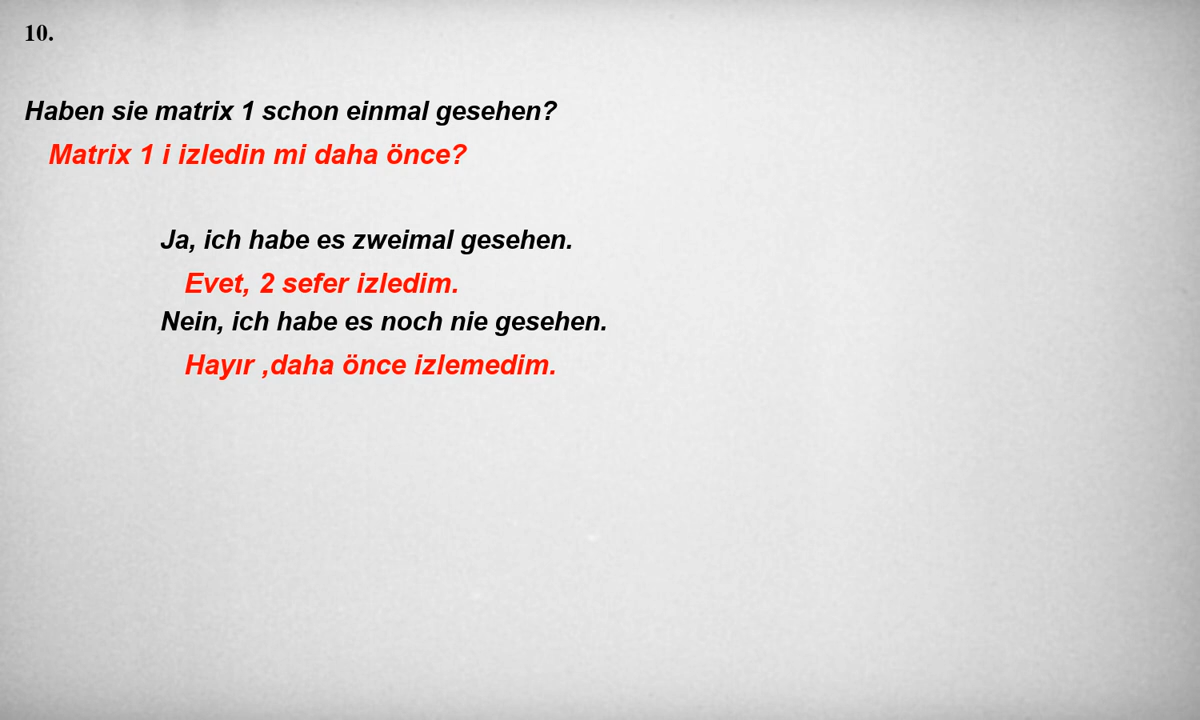 10.
Haben sie matrix 1 schon einmal gesehen?
Matrix 1 i izledin mi daha önce?
Ja, ich habe es zweimal gesehen.
Evet, 2 sefer izledim.
Nein, ich habe es noch nie gesehen.
Hayır ,daha önce izlemedim.